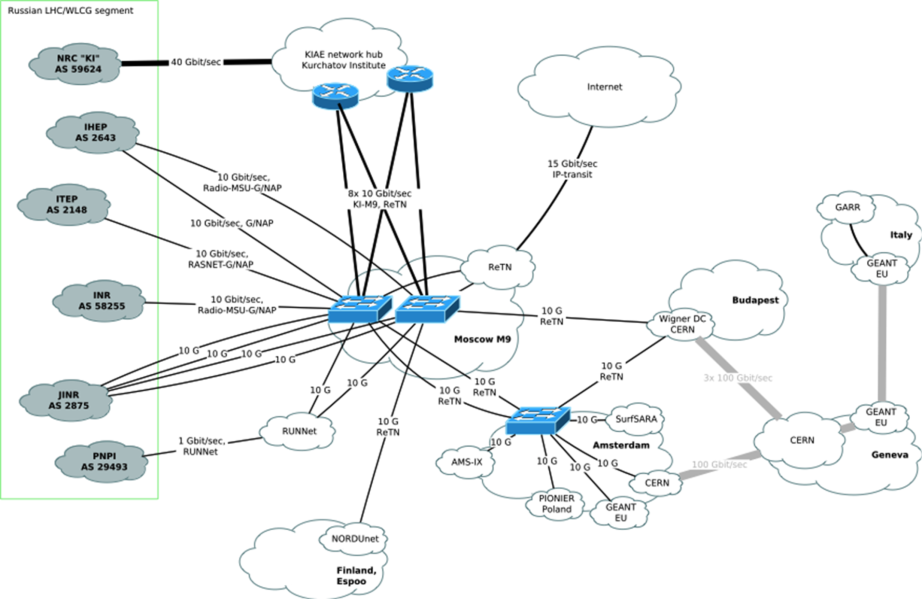 Russian LHC/WLCG segment
NRC "KI"
AS 59624
40 Gbit/sec
KIAE network hub
Kurchatov Institute
Internet
IHEP
AS 2643
10 Gbit/sec,
Radio-MSU-G/NAP
15 Gbit/sec
IP-transit
8x 10 Gbit/sec
KI-M9, ReTN
ITEP
AS 2148
10 Gbit/sec, G/NAP
GARR
Italy
10 Gbit/sec,
RASNET-G/NAP
ReTN
GEANT
EU
INR
AS 58255
10 Gbit/sec,
Radio-MSU-G/NAP
Budapest
10 G
ReTN
Wigner DC
CERN
Moscow M9
10 G
10 G
10 G
10 G
JINR
AS 2875
10 G
10 G
10 G
ReTN
10 G
ReTN
10 G
ReTN
3x 100 Gbit/sec
10 G
ReTN
RUNNet
1 Gbit/sec,
RUNNet
PNPI
AS 29493
10 G
SurfSARA
GEANT
EU
10 G
Amsterdam
CERN
Geneva
AMS-IX
10 G
10 G
10 G
100 Gbit/sec
CERN
PIONIER
Poland
GEANT
EU
NORDUnet
Finland,
Espoo